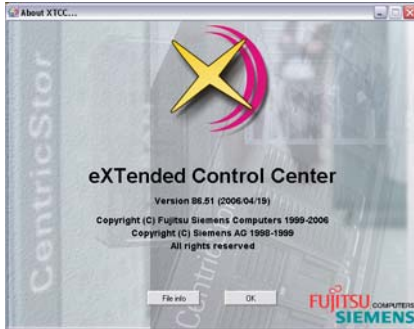 About XTCC...
CentricStor
eXTended Control Center
Version 86.51 (2006/04/19)
Copyright (C) Fujitsu Siemens Computers 1999-2006
Copyright (C) Siemens AG 1998-1999
All rights reserved
File info
OK
FUJITSU COMPUTERS
SIEMENS